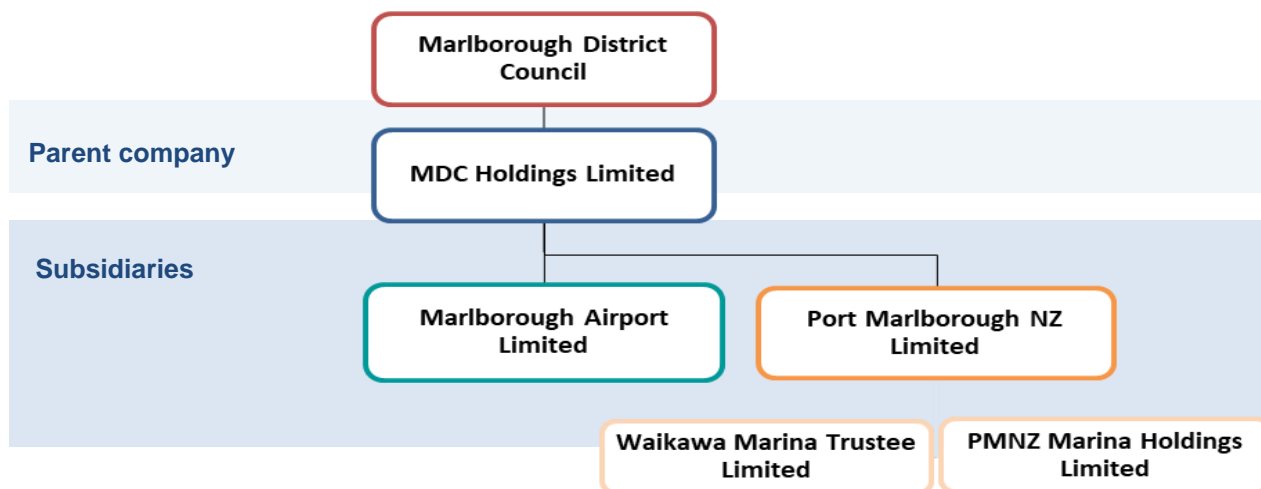 Marlborough District
Council
Parent company
MDC Holdings Limited
Subsidiaries
Marlborough Airport
Limited
Port Marlborough NZ
Limited
Waikawa Marina Trustee
Limited
PMNZ Marina Holdings
Limited